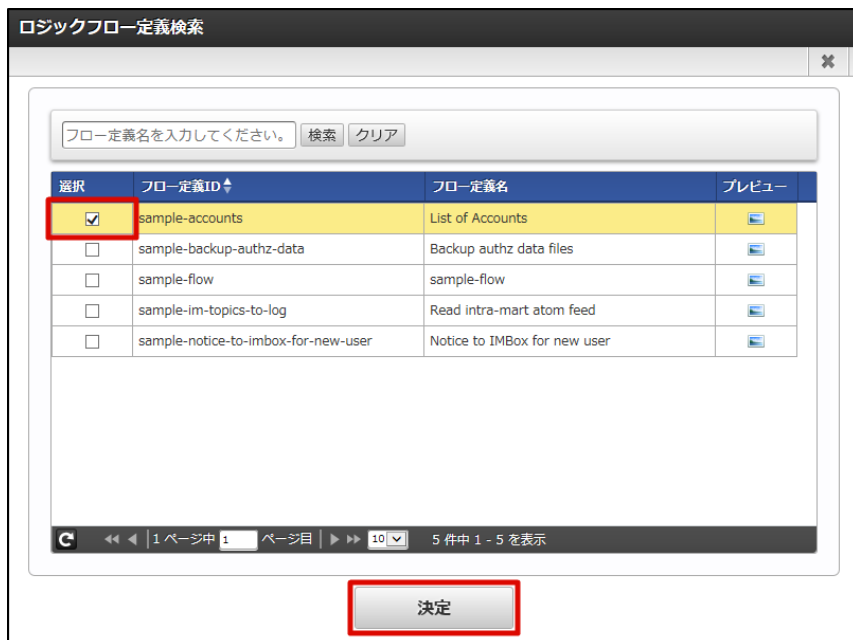 ロジックフロー定義検索
フロー定義名を入力してください。 検索 クリア
選択 フロー定義ID フロー定義名 プレビュー
sample-accounts List of Accounts
sample-backup-authz-data Backup authz data files
sample-flow sample-flow
sample-im-topics-to-log Read intra-mart atom feed
sample-notice-to-imbox-for-new-user Notice to IMBox for new user
1 ページ中 1 ページ目 10 5 件中 1 - 5 を表示
決定